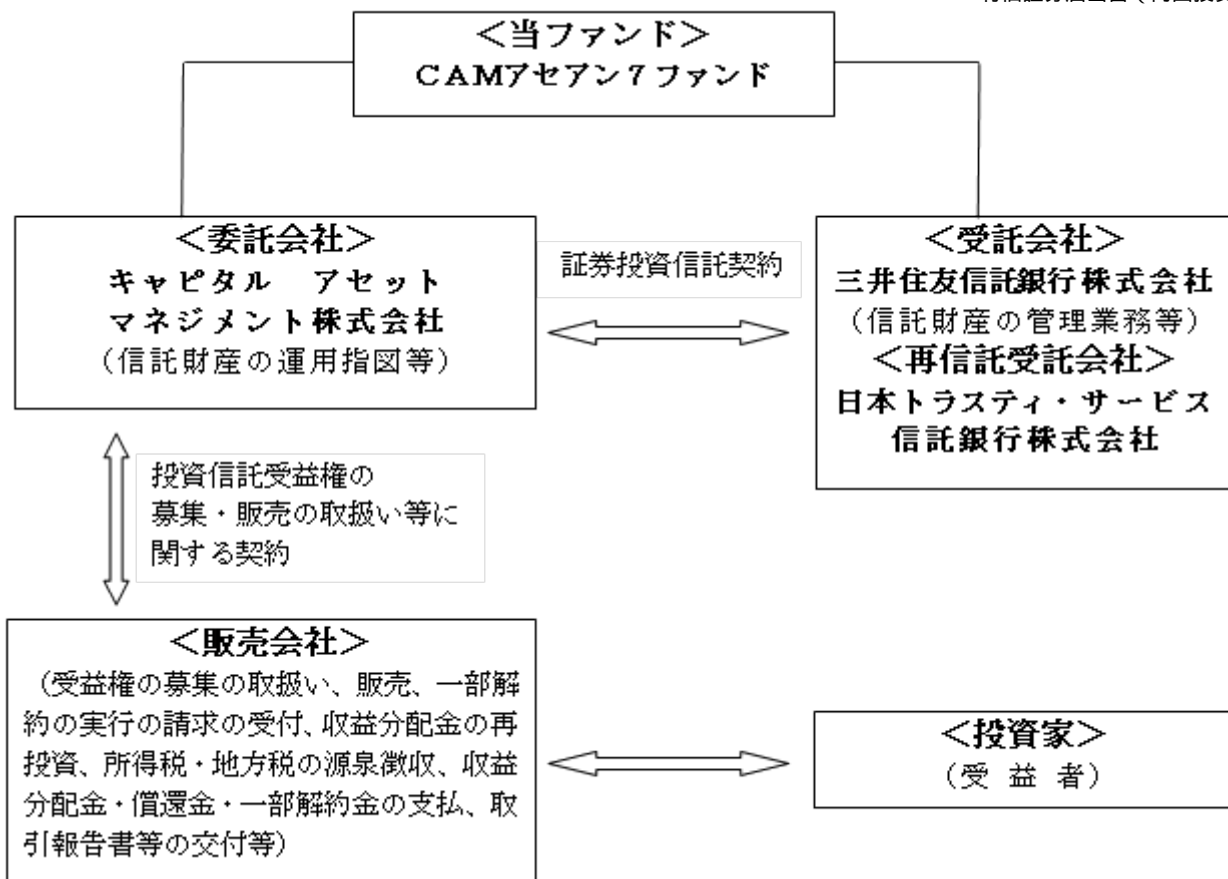 ＜当ファンド＞
ＣＡＭアセアン７ファンド
＜委託会社＞
キャピタル　アセット
マネジメント株式会社
（信託財産の運用指図等）
証券投資信託契約
＜受託会社＞
三井住友信託銀行株式会社
（信託財産の管理業務等）
＜再信託受託会社＞
日本トラスティ・サービス
信託銀行株式会社
投資信託受益権の
募集・販売の取扱い等に
関する契約
＜販売会社＞
（受益権の募集の取扱い、販売、一部解
約の実行の請求の受付、収益分配金の再
投資、所得税・地方税の源泉徴収、収益
分配金・償還金・一部解約金の支払、取
引報告書等の交付等）
＜投資家＞
（受 益 者）